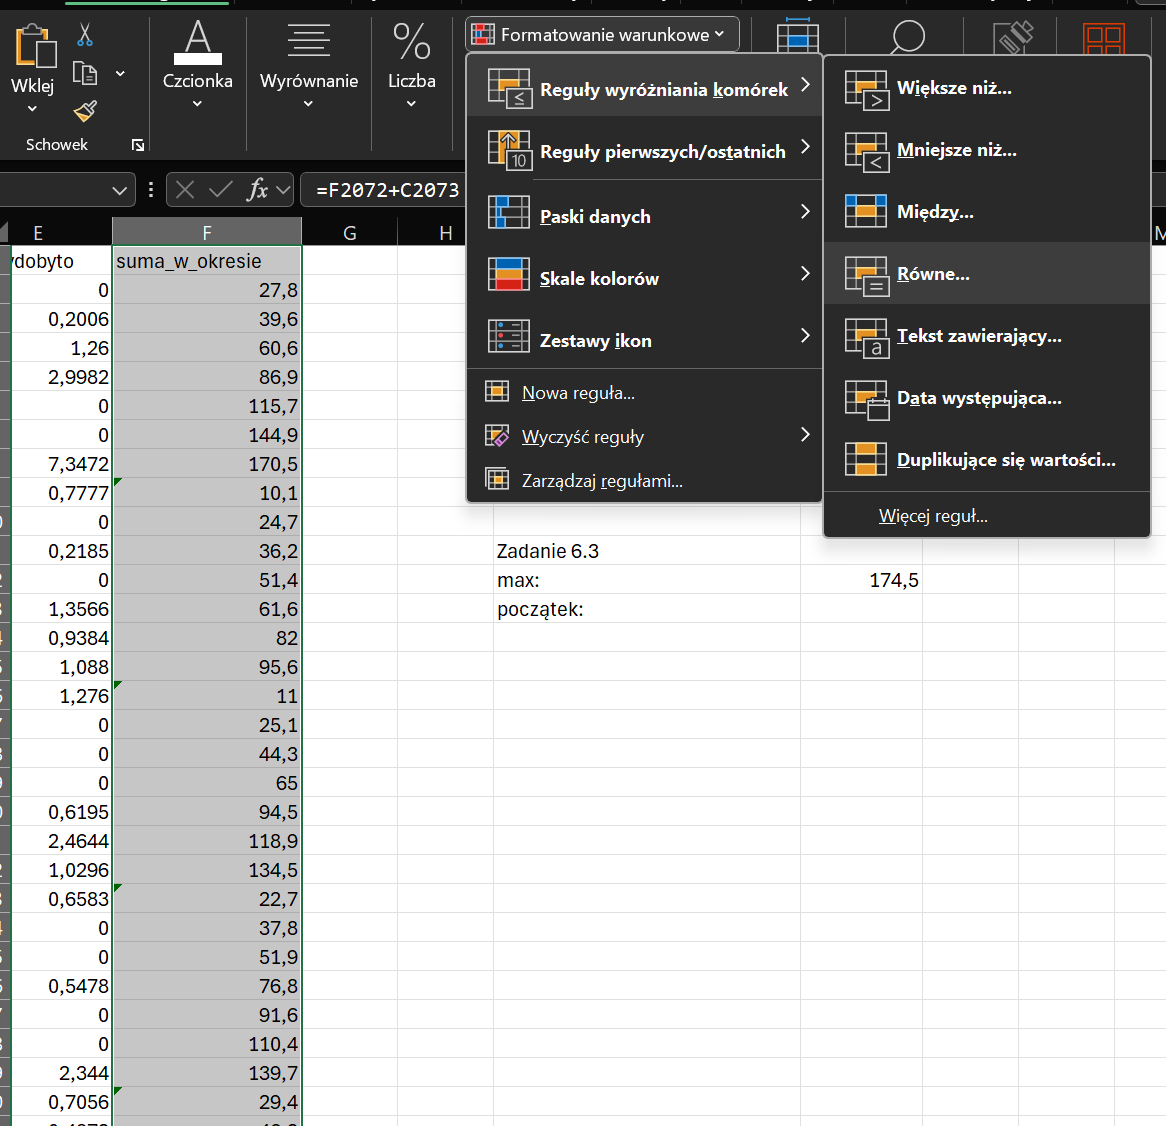 Wklej
Schowek
Czcionka
Wyrównanie
%
Liczba
Formatowanie warunkowe
Reguły wyróżniania komórek
Reguły pierwszych/ostatnich
Paski danych
Skale kolorów
Zestawy ikon
Nowa reguła...
Wyczyść reguły
Zarządzaj regułami...
Większe niż...
Mniejsze niż...
Między...
Równe...
Tekst zawierający...
Data występująca...
Duplikujące się wartości...
Więcej reguł...
fx =F2072+C2073
E F G H M
dobyto suma_w_okresie
0 27,8
0,2006 39,6
1,26 60,6
2,9982 86,9
0 115,7
0 144,9
7,3472 170,5
0,7777 10,1
0 24,7
0,2185 36,2 Zadanie 6.3
0 51,4 max: 174,5
1,3566 61,6 początek:
0,9384 82
1,088 95,6
1,276 11
0 25,1
0 44,3
0 65
0,6195 94,5
2,4644 118,9
1,0296 134,5
0,6583 22,7
0 37,8
0 51,9
0,5478 76,8
0 91,6
0 110,4
2,344 139,7
0,7056 29,4